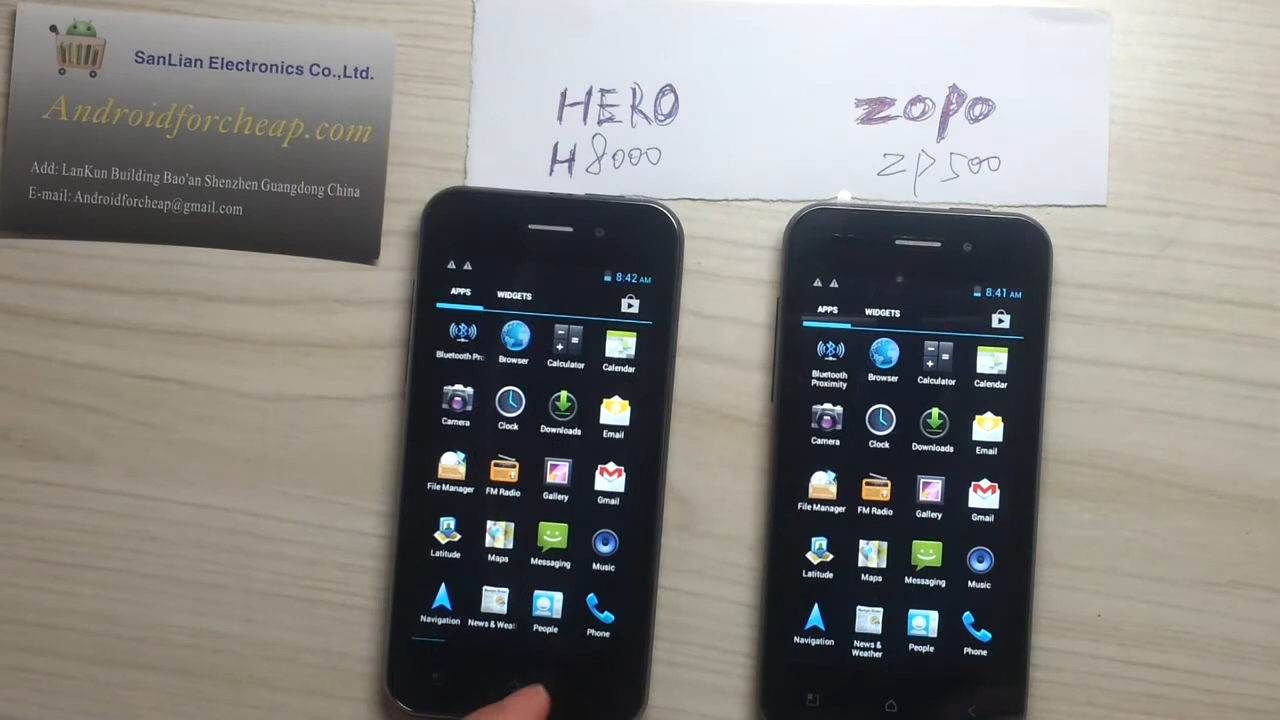 SanLian Electronics Co.,Ltd.
Androidforcheap.com
Add: LanKun Building Bao'an Shenzhen Guangdong China
E-mail: Androidforcheap@gmail.com
HERO
H8000
ZOPO
ZP500
8:42 AM
APPS WIDGETS
Bluetooth Pro Browser Calculator Calendar
Camera Clock Downloads Email
File Manager FM Radio Gallery Gmail
Latitude Maps Messaging Music
Navigation News & Weat People Phone
8:41 AM
APPS WIDGETS
Bluetooth Proximity Browser Calculator Calendar
Camera Clock Downloads Email
File Manager FM Radio Gallery Gmail
Latitude Maps Messaging Music
Navigation News & Weather People Phone